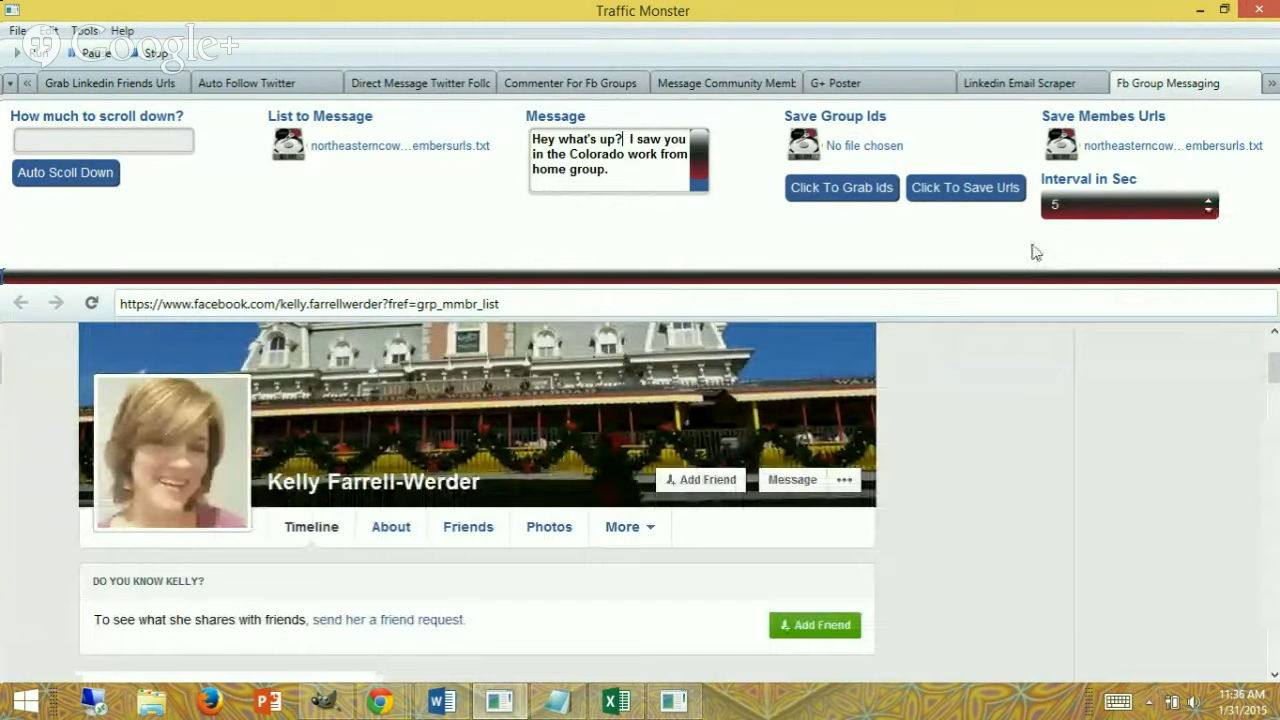 Traffic Monster
File Edit Tools Help
Google+
Run Pause Stop
Grab Linkedin Friends Urls Auto Follow Twitter Direct Message Twitter Follc Commenter For Fb Groups Message Community Memb G+ Poster Linkedin Email Scraper Fb Group Messaging
How much to scroll down? List to Message Message Save Group Ids Save Membes Urls
northeasterncow...embersurls.txt
Hey what's up? I saw you
in the Colorado work from
home group.
No file chosen
northeasterncow...embersurls.txt
Auto Scoll Down
Click To Grab Ids Click To Save Urls
Interval in Sec
5
https://www.facebook.com/kelly.farrellwerder?fref=grp_mmbr_list
Kelly Farrell-Werder
Add Friend Message
Timeline About Friends Photos More
DO YOU KNOW KELLY?
To see what she shares with friends, send her a friend request.
Add Friend
11:36 AM
1/31/2015